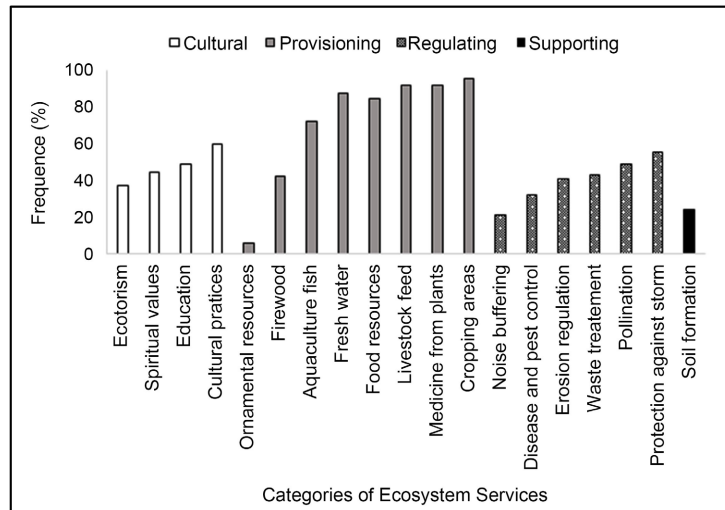 Cultural Provisioning Regulating Supporting
100
80
60
40
20
0
Frequence (%)
Ecotorism
Spiritual values
Education
Cultural pratices
Ornamental resources
Firewood
Aquaculture fish
Fresh water
Food resources
Livestock feed
Medicine from plants
Cropping areas
Noise buffering
Disease and pest control
Erosion regulation
Waste treatement
Pollination
Protection against storm
Soil formation
Categories of Ecosystem Services